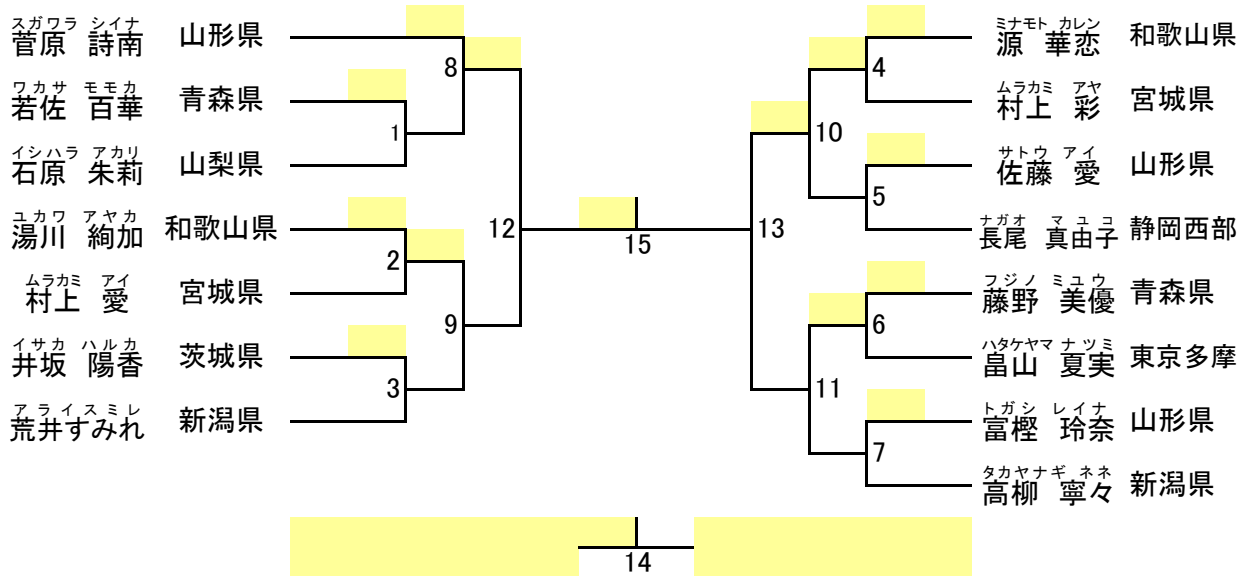 スガワラ シイナ
菅原 詩南 山形県
8
ワカサ モモカ
若佐 百華 青森県
1
イシハラ アカリ
石原 朱莉 山梨県
ユカワ アヤカ
湯川 絢加 和歌山県
2
12
ムラカミ アイ
村上 愛 宮城県
9
イサカ ハルカ
井坂 陽香 茨城県
3
アライスミレ
荒井すみれ 新潟県
15
ミナモト カレン
源 華恋 和歌山県
4
ムラカミ アヤ
村上 彩 宮城県
10
サトウ アイ
佐藤 愛 山形県
5
13
ナガオ マユコ
長尾 真由子 静岡西部
フジノ ミユウ
藤野 美優 青森県
6
ハタケヤマ ナツミ
畠山 夏実 東京多摩
11
トガシ レイナ
富樫 玲奈 山形県
7
タカヤナギ ネネ
高柳 寧々 新潟県
14